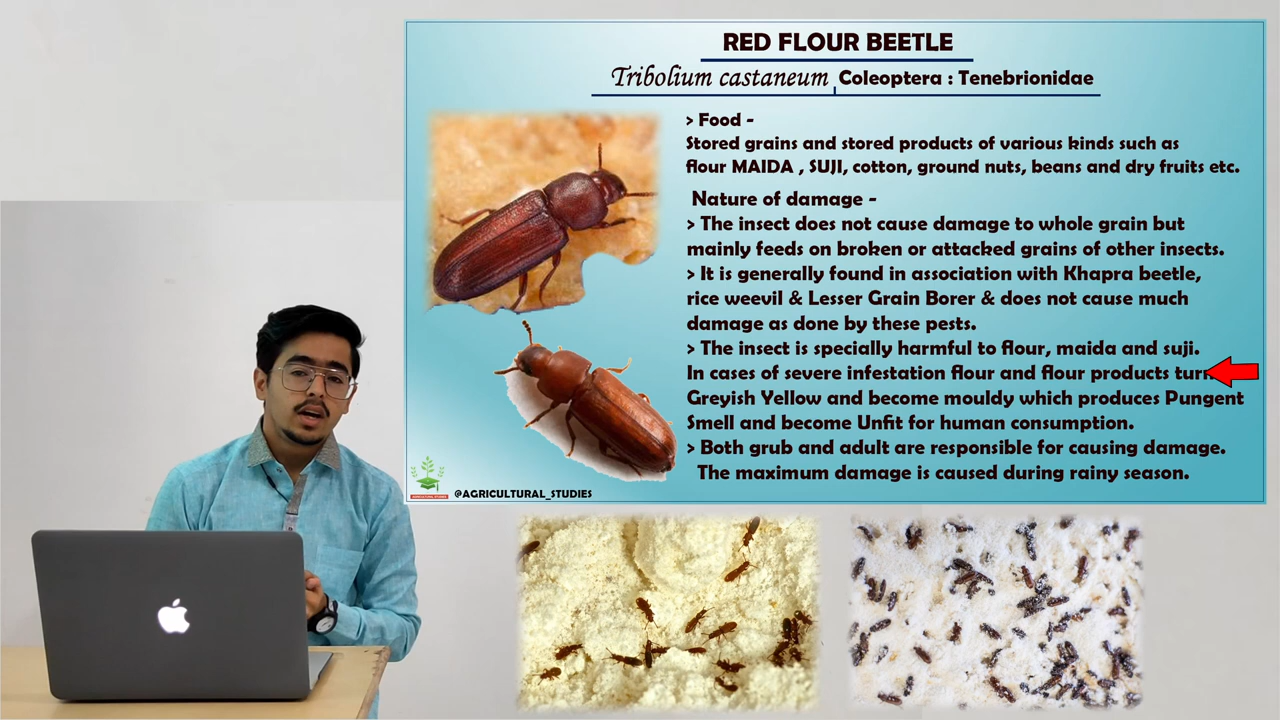 RED FLOUR BEETLE
Tribolium castaneum, Coleoptera : Tenebrionidae
> Food -
Stored grains and stored products of various kinds such as
flour MAIDA , SUJI, cotton, ground nuts, beans and dry fruits etc.
Nature of damage -
> The insect does not cause damage to whole grain but
mainly feeds on broken or attacked grains of other insects.
> It is generally found in association with Khapra beetle,
rice weevil & Lesser Grain Borer & does not cause much
damage as done by these pests.
> The insect is specially harmful to flour, maida and suji.
In cases of severe infestation flour and flour products turn
Greyish Yellow and become mouldy which produces Pungent
Smell and become Unfit for human consumption.
> Both grub and adult are responsible for causing damage.
The maximum damage is caused during rainy season.
AGRICULTURAL STUDIES
@AGRICULTURAL_STUDIES